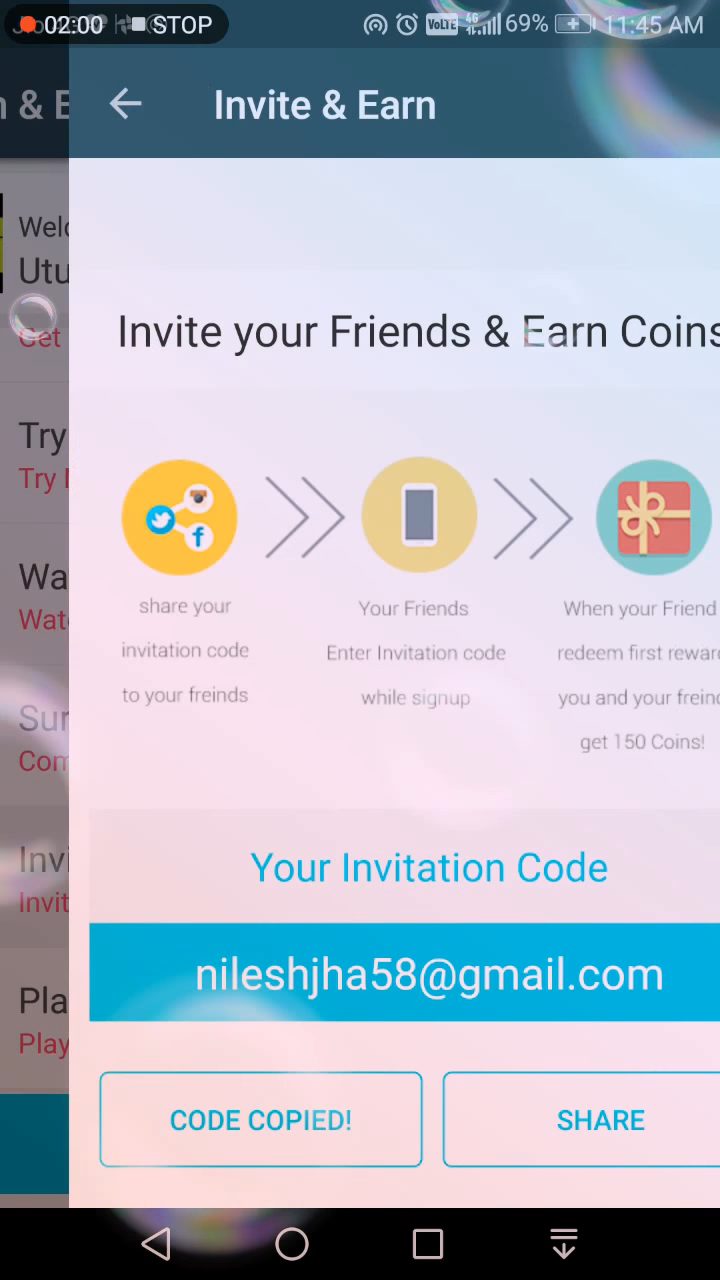 02:00 STOP VoLTE 4G 69% 11:45 AM
& E
Invite & Earn
Welc
Utu
Get
Invite your Friends & Earn Coins
Try
Try
share your
invitation code
to your freinds
Your Friends
Enter Invitation code
while signup
When your Friend
redeem first rewar
you and your frein
get 150 Coins!
Wa
Wat
Sur
Com
Your Invitation Code
Invi
Invit
nileshjha58@gmail.com
Pla
Play
CODE COPIED!
SHARE